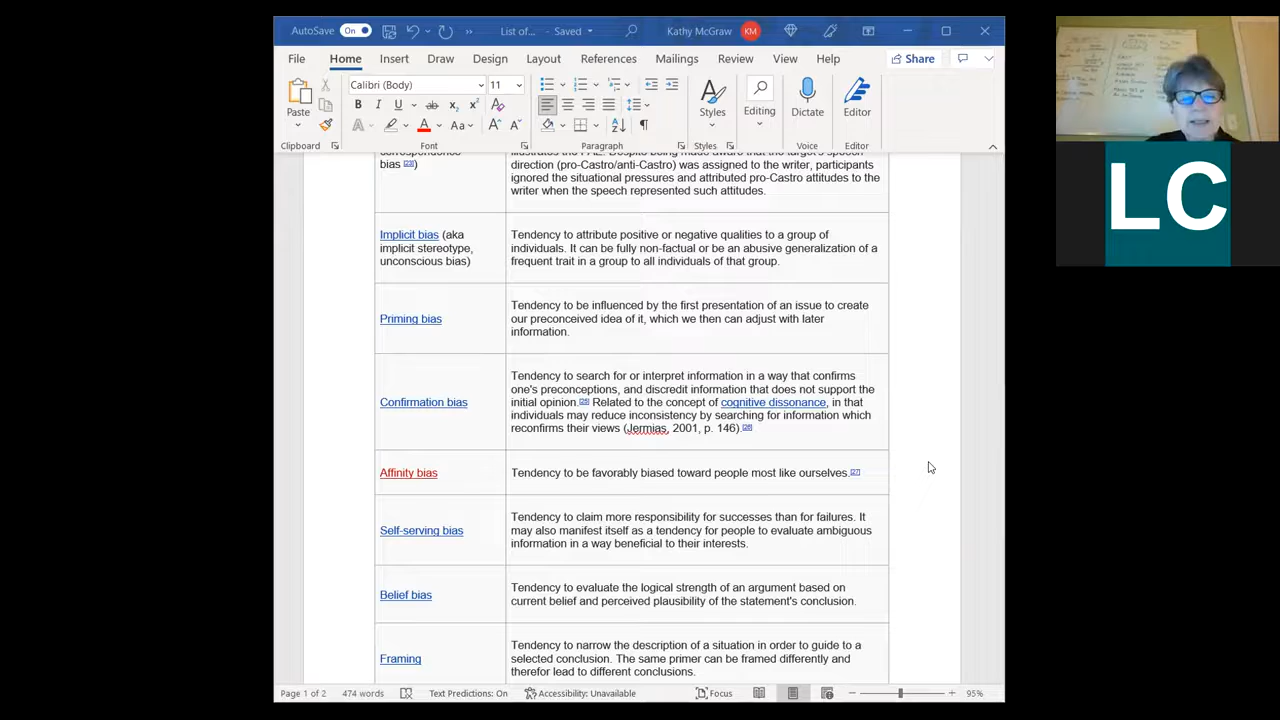 AutoSave On List of... - Saved Kathy McGraw KM
File Home Insert Draw Design Layout References Mailings Review View Help Share
Calibri (Body) 11
Paste Styles Editing Dictate Editor
B I U ab x₂ x²
A A Aa A A
Clipboard Font Paragraph Styles Voice Editor
bias [23])
direction (pro-Castro/anti-Castro) was assigned to the writer, participants
ignored the situational pressures and attributed pro-Castro attitudes to the
writer when the speech represented such attitudes.
Implicit bias (aka
implicit stereotype,
unconscious bias)
Tendency to attribute positive or negative qualities to a group of
individuals. It can be fully non-factual or be an abusive generalization of a
frequent trait in a group to all individuals of that group.
Priming bias
Tendency to be influenced by the first presentation of an issue to create
our preconceived idea of it, which we then can adjust with later
information.
Confirmation bias
Tendency to search for or interpret information in a way that confirms
one's preconceptions, and discredit information that does not support the
initial opinion. Related to the concept of cognitive dissonance, in that
individuals may reduce inconsistency by searching for information which
reconfirms their views (Jermias, 2001, p. 146).
Affinity bias
Tendency to be favorably biased toward people most like ourselves.[27]
Self-serving bias
Tendency to claim more responsibility for successes than for failures. It
may also manifest itself as a tendency for people to evaluate ambiguous
information in a way beneficial to their interests.
Belief bias
Tendency to evaluate the logical strength of an argument based on
current belief and perceived plausibility of the statement's conclusion.
Framing
Tendency to narrow the description of a situation in order to guide to a
selected conclusion. The same primer can be framed differently and
therefor lead to different conclusions.
Page 1 of 2 474 words Text Predictions: On Accessibility: Unavailable Focus 95%
LC